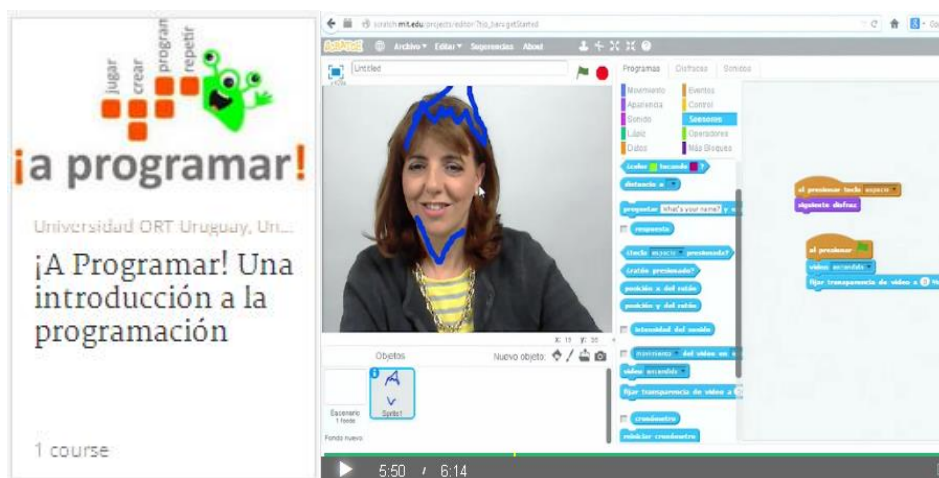 jugar
crear
program
repetir
¡a programar!
Universidad ORT Uruguay, Un...
¡A Programar! Una
introducción a la
programación
1 course
scratch.mit.edu/projects/editor/?tip_bar=getStarted
SCRATCH Archivo Editar Sugerencias About
Untitled
Programas Disfraces Sonidos
Movimiento Eventos
Apariencia Control
Sonido Sensores
Lápiz Operadores
Datos Más Bloques
¿color tocando ?
distancia a
preguntar What's your name? y
respuesta
¿tecla espacio presionada?
¿ratón presionado?
posición x del ratón
posición y del ratón
intensidad del sonido
movimiento del video en
video encendido
fijar transparencia de video a
cronómetro
reiniciar cronómetro
al presionar tecla espacio
siguiente disfraz
al presionar
video encendido
fijar transparencia de video a 0 %
Objetos Nuevo objeto:
Escenario
1 fondo
Sprite1
Fondo nuevo
5:50 / 6:14